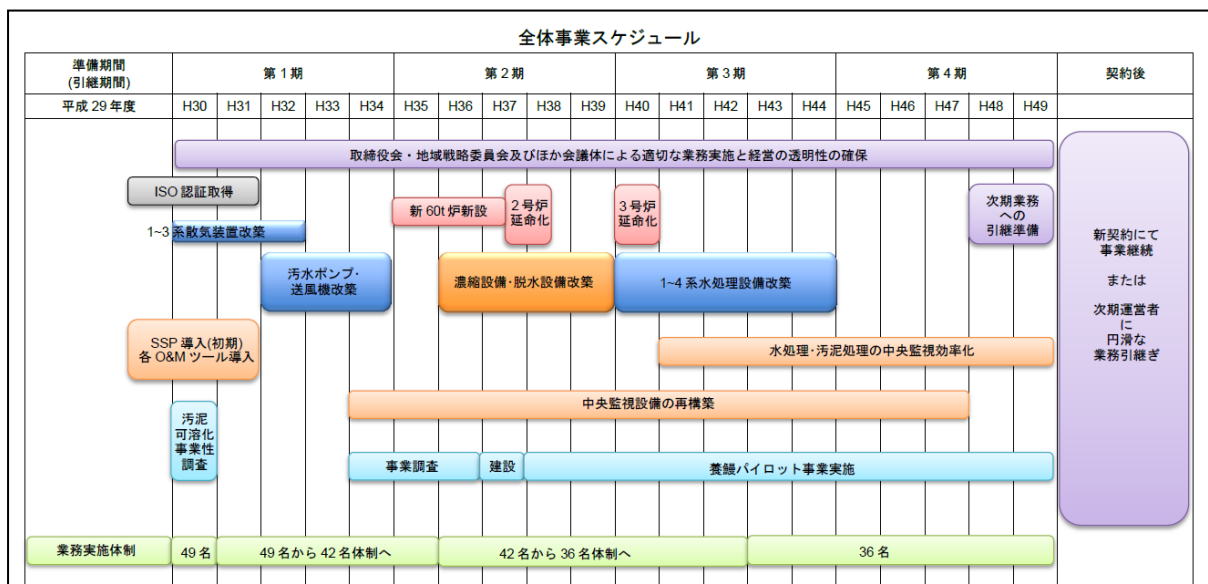 全体事業スケジュール
準備期間
(引継期間)
第1期
第2期
第3期
第4期
契約後
平成29年度
H30
H31
H32
H33
H34
H35
H36
H37
H38
H39
H40
H41
H42
H43
H44
H45
H46
H47
H48
H49
取締役会・地域戦略委員会及びほか会議体による適切な業務実施と経営の透明性の確保
ISO認証取得
新60t炉新設
2号炉
延命化
3号炉
延命化
次期業務
への
引継準備
1~3系散気装置改築
汚水ポンプ・
送風機改築
濃縮設備・脱水設備改築
1~4系水処理設備改築
新契約にて
事業継続
または
次期運営者
に
円滑な
業務引継ぎ
SSP導入(初期)
各O&Mツール導入
水処理・汚泥処理の中央監視効率化
中央監視設備の再構築
汚泥
可溶化
事業性
調査
事業調査
建設
養鰻パイロット事業実施
業務実施体制
49名
49名から42名体制へ
42名から36名体制へ
36名